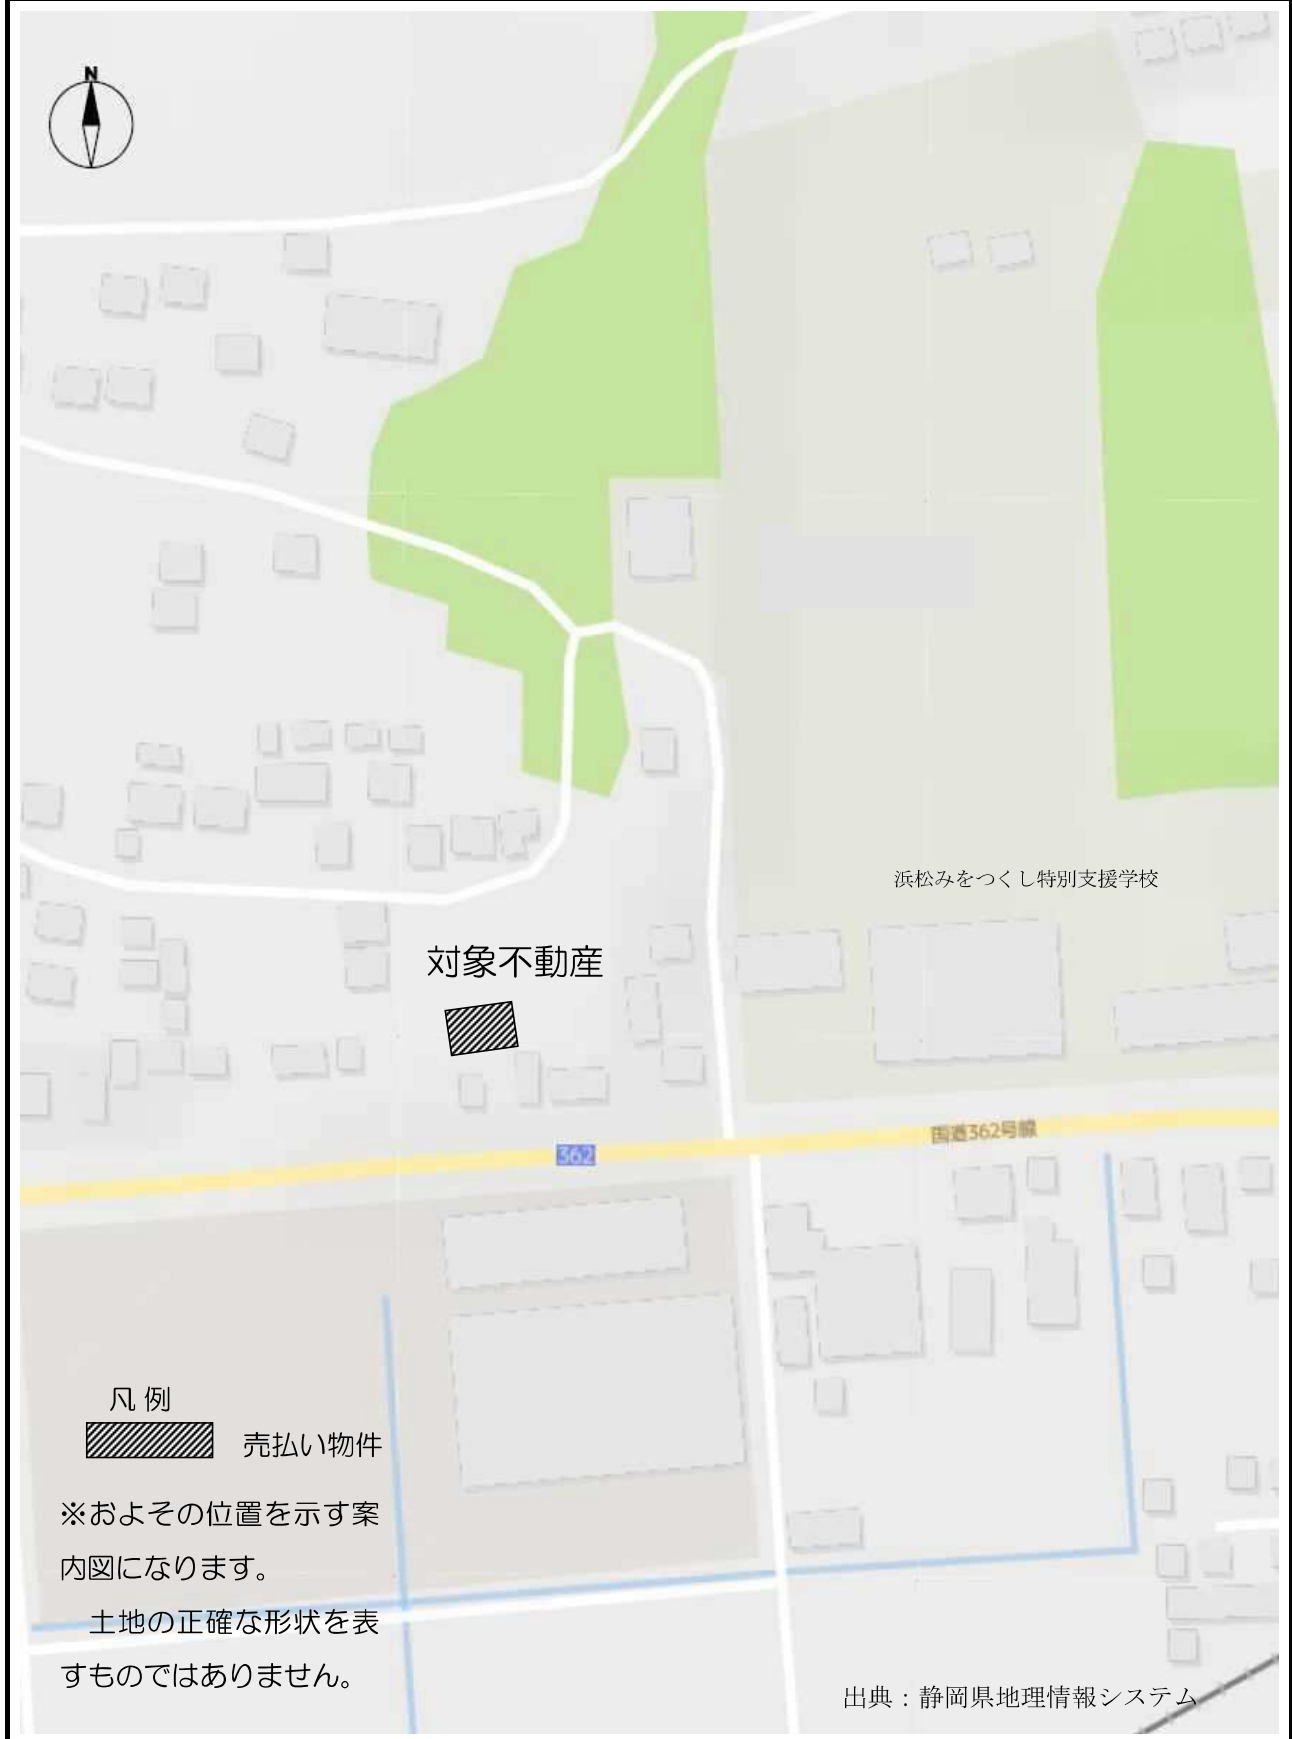 N
浜松みをつくし特別支援学校
対象不動産
国道362号線
362
凡例
売払い物件
※およその位置を示す案
内図になります。
土地の正確な形状を表
すものではありません。
出典：静岡県地理情報システム